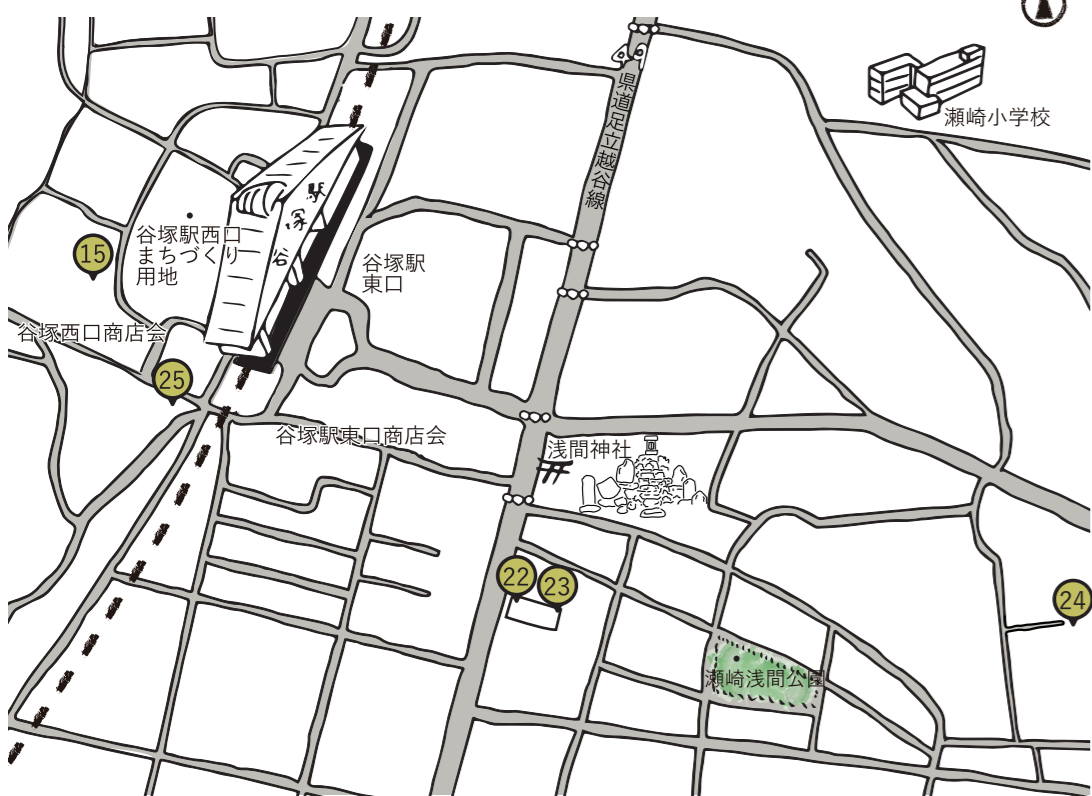 県道足立越谷線
瀬崎小学校
谷塚駅
谷塚駅西口
まちづくり
用地
15
谷塚駅
東口
谷塚西口商店会
25
谷塚駅東口商店会
浅間神社
22
23
24
瀬崎浅間公園